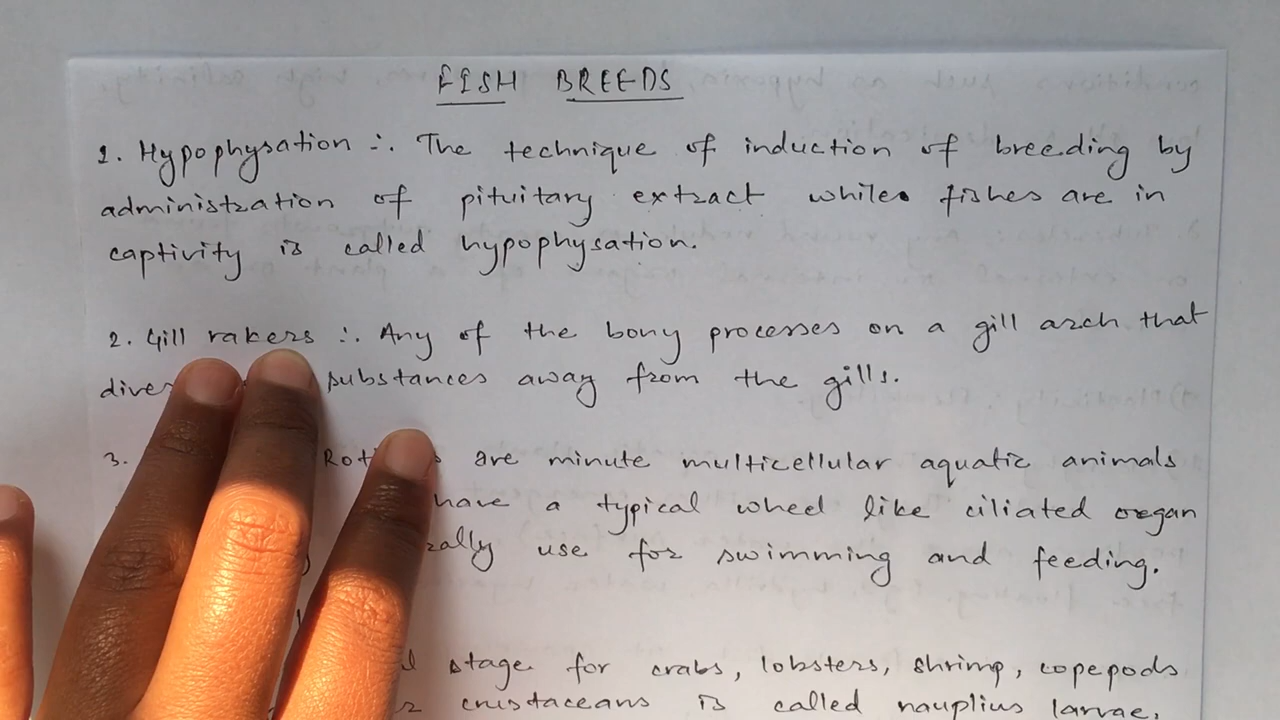 FISH BREEDS
1. Hypophysation :. The technique of induction of breeding by
administration of pituitary extract while fishes are in
captivity is called hypophysation.
2. Gill rakers :. Any of the bony processes on a gill arch that
substances away from the gills.
3. are minute multicellular aquatic animals
have a typical wheel like ciliated organ
use for swimming and feeding.
stage for crabs, lobsters, shrimp, copepods
crustaceans is called nauplius larvae.